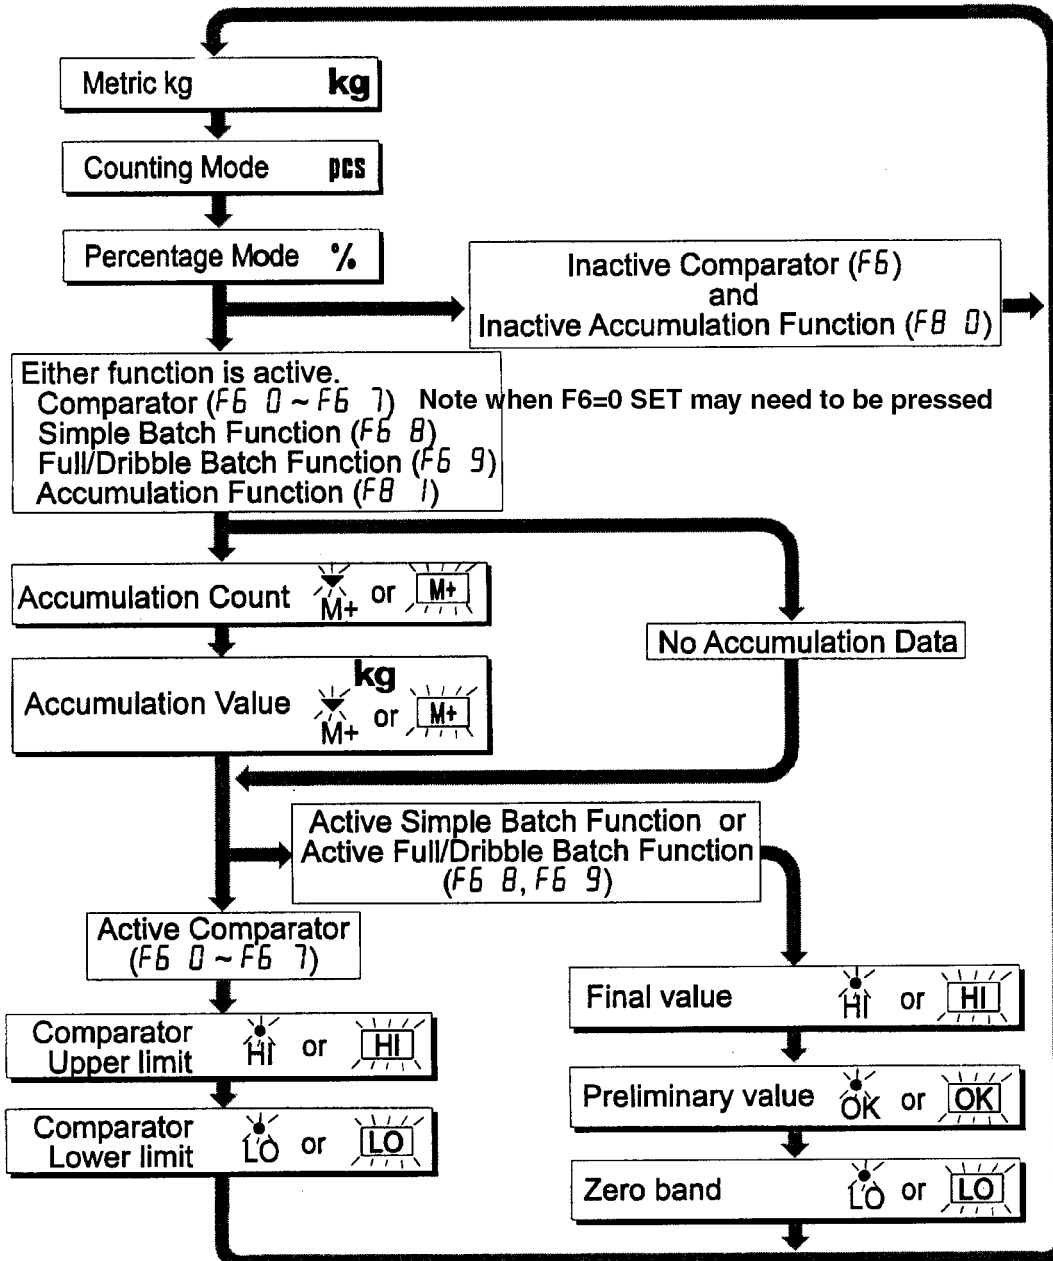 Metric kg kg
Counting Mode pcs
Percentage Mode %
Inactive Comparator (F6)
and
Inactive Accumulation Function (F8 0)
Either function is active.
Comparator (F6 0 ~ F6 7) Note when F6=0 SET may need to be pressed
Simple Batch Function (F6 8)
Full/Dribble Batch Function (F6 9)
Accumulation Function (F8 1)
Accumulation Count M+ or M+
No Accumulation Data
kg
Accumulation Value M+ or M+
Active Simple Batch Function or
Active Full/Dribble Batch Function
(F6 8, F6 9)
Active Comparator
(F6 0 ~ F6 7)
Final value HI or HI
Comparator
Upper limit HI or HI
Preliminary value OK or OK
Comparator
Lower limit LO or LO
Zero band LO or LO